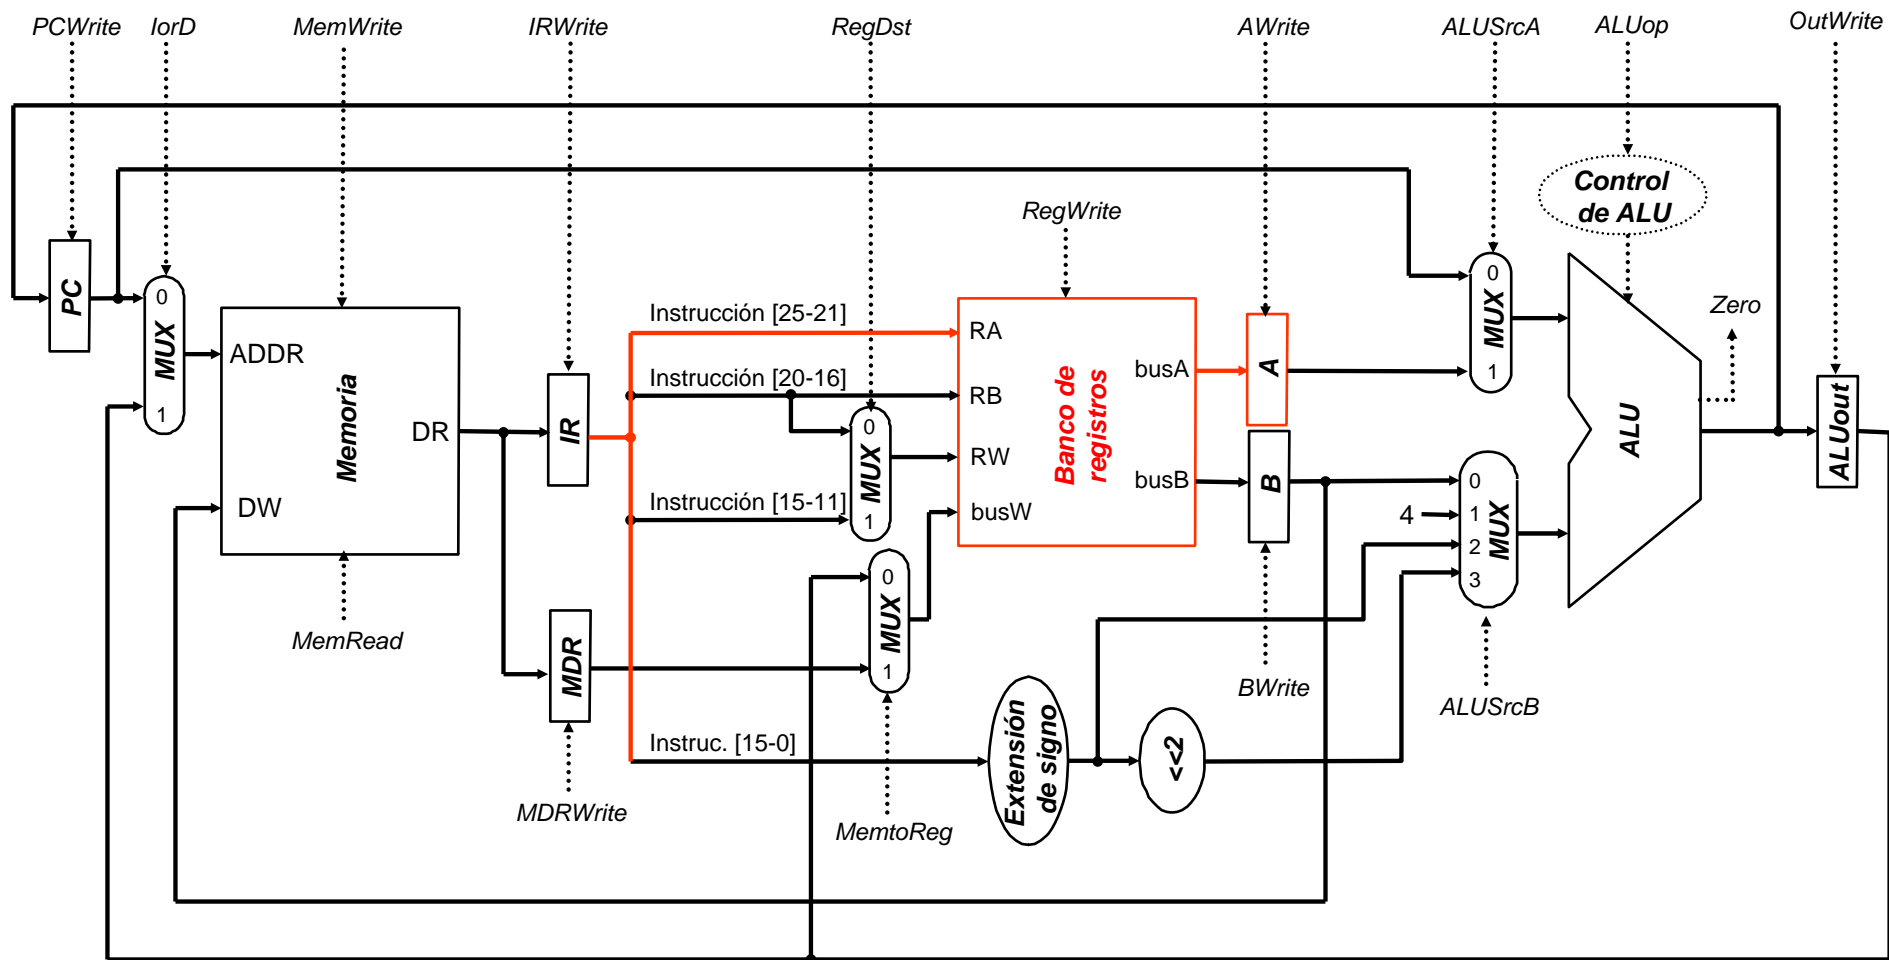 PCWrite
IorD
MemWrite
IRWrite
RegDst
AWrite
ALUSrcA
ALUop
OutWrite
Control
de ALU
RegWrite
PC
0
MUX
1
ADDR
Memoria
DR
DW
MemRead
IR
MDR
MDRWrite
Instrucción [25-21]
Instrucción [20-16]
Instrucción [15-11]
Instruc. [15-0]
0
MUX
1
0
MUX
1
MemtoReg
RA
RB
RW
busW
Banco de
registros
busA
busB
A
B
BWrite
Extensión
de signo
<<2
0
MUX
1
0
4
1
2
3
MUX
ALUSrcB
ALU
Zero
ALUout